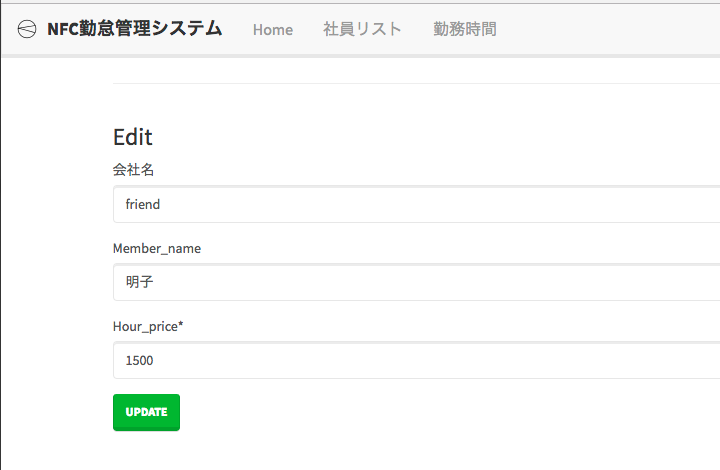 NFC勤怠管理システム Home 社員リスト 勤務時間
Edit
会社名
friend
Member_name
明子
Hour_price*
1500
UPDATE